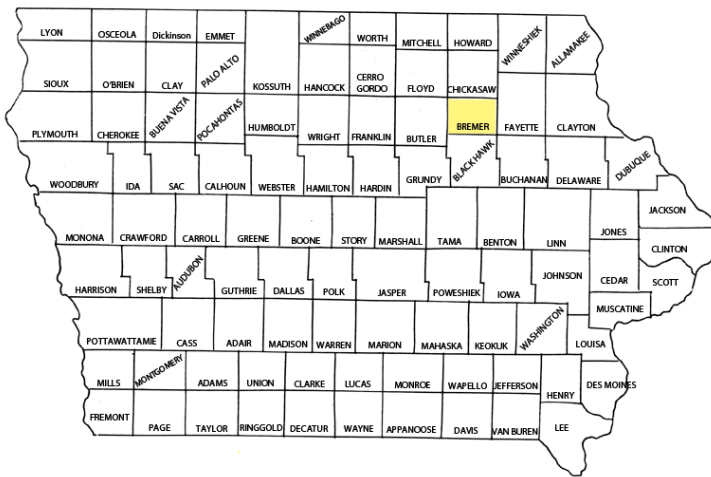 LYON OSCEOLA Dickinson EMMET WINNEBAGO WORTH MITCHELL HOWARD WINNESHIEK ALLAMAKEE
SIOUX O'BRIEN CLAY PALO ALTO KOSSUTH HANCOCK CERRO GORDO FLOYD CHICKASAW
PLYMOUTH CHEROKEE BUENA VISTA POCAHONTAS HUMBOLDT WRIGHT FRANKLIN BUTLER BREMER FAYETTE CLAYTON
WOODBURY IDA SAC CALHOUN WEBSTER HAMILTON HARDIN GRUNDY BLACK HAWK BUCHANAN DELAWARE DUBUQUE
MONONA CRAWFORD CARROLL GREENE BOONE STORY MARSHALL TAMA BENTON LINN JONES JACKSON
CLINTON
HARRISON SHELBY AUDUBON GUTHRIE DALLAS POLK JASPER POWESHIEK IOWA JOHNSON CEDAR SCOTT
MUSCATINE
POTTAWATTAMIE CASS ADAIR MADISON WARREN MARION MAHASKA KEOKUK WASHINGTON LOUISA
MILLS MONTGOMERY ADAMS UNION CLARKE LUCAS MONROE WAPELLO JEFFERSON HENRY DES MOINES
FREMONT PAGE TAYLOR RINGGOLD DECATUR WAYNE APPANOOSE DAVIS VAN BUREN LEE